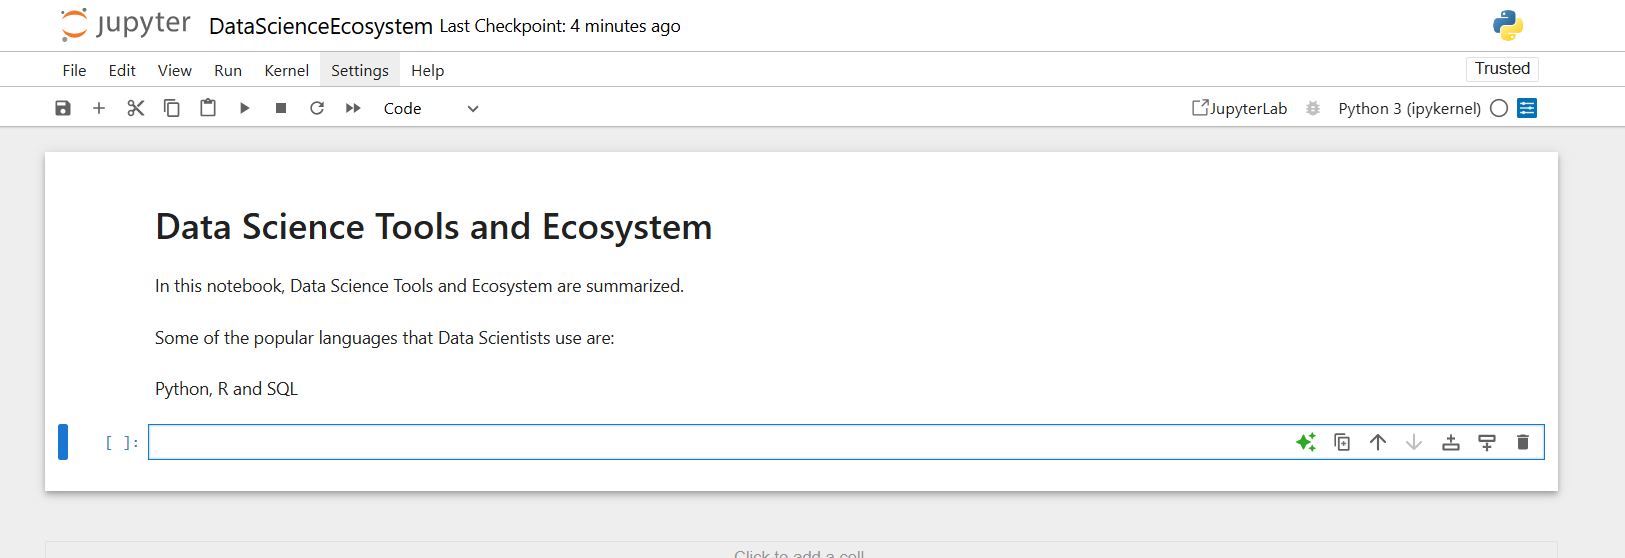 jupyter DataScienceEcosystem Last Checkpoint: 4 minutes ago
File Edit View Run Kernel Settings Help Trusted
Code JupyterLab Python 3 (ipykernel)
Data Science Tools and Ecosystem
In this notebook, Data Science Tools and Ecosystem are summarized.
Some of the popular languages that Data Scientists use are:
Python, R and SQL
[ ]:
Click to add a cell